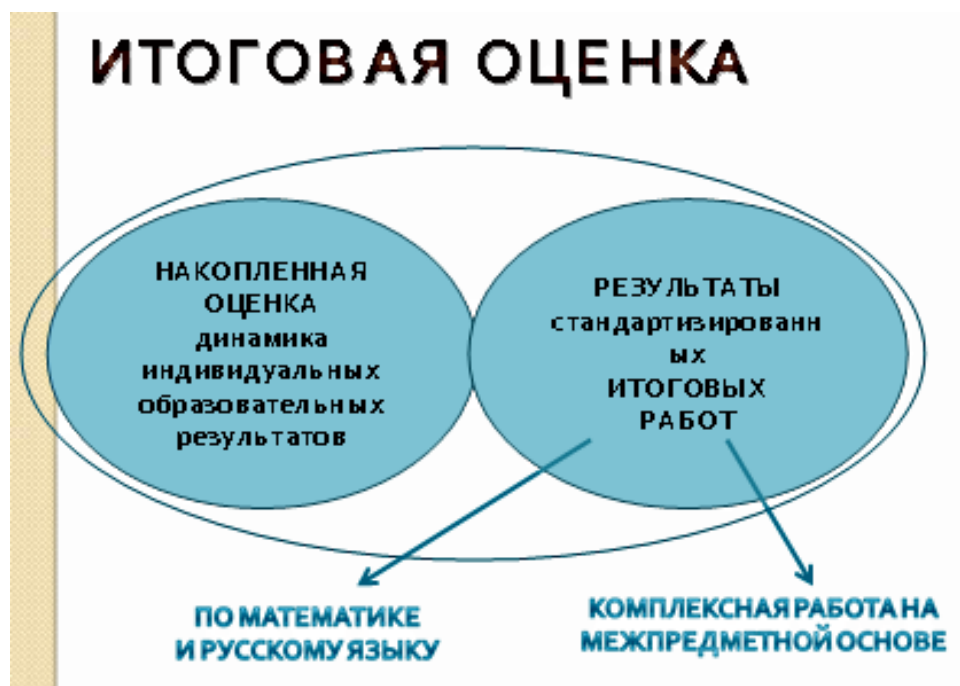 ИТОГОВАЯ ОЦЕНКА
НАКОПЛЕННАЯ
ОЦЕНКА
динамика
индивидуальных
образовательных
результатов
РЕЗУЛЬТАТЫ
стандартизированн
ых
ИТОГОВЫХ
РАБОТ
ПО МАТЕМАТИКЕ
И РУССКОМУ ЯЗЫКУ
КОМПЛЕКСНАЯ РАБОТА НА
МЕЖПРЕДМЕТНОЙ ОСНОВЕ